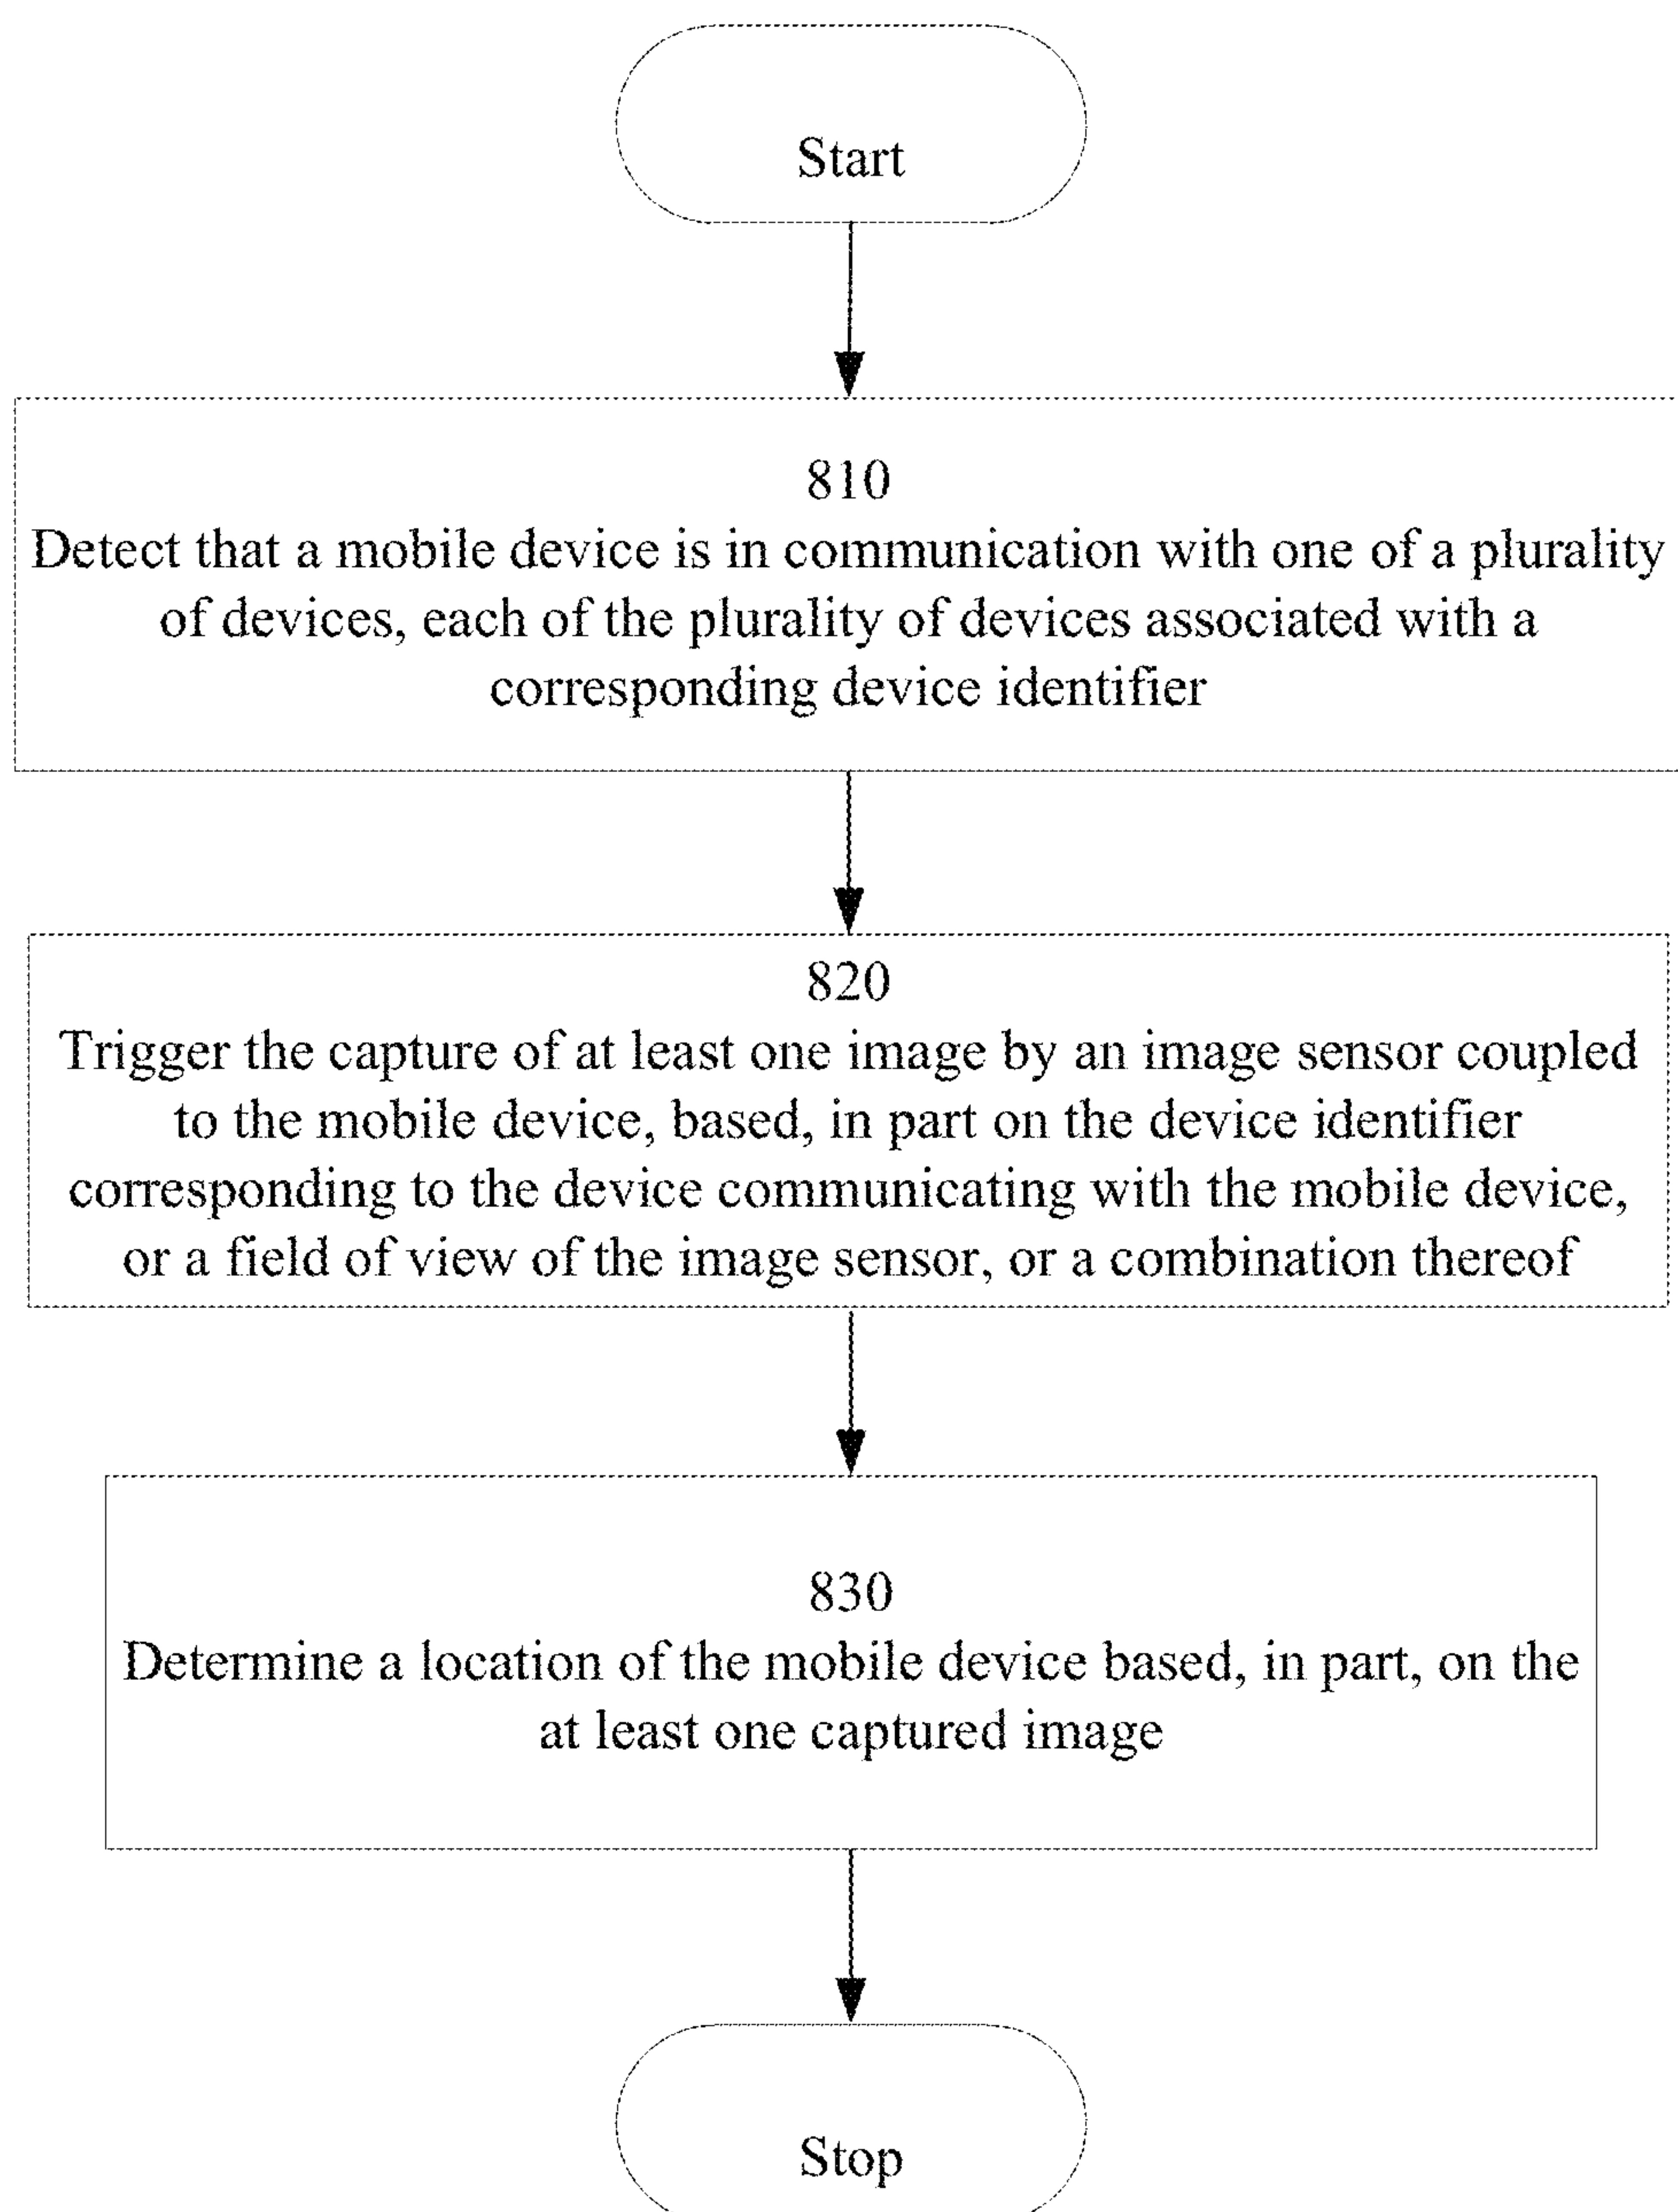 Start
810
Detect that a mobile device is in communication with one of a plurality
of devices, each of the plurality of devices associated with a
corresponding device identifier
820
Trigger the capture of at least one image by an image sensor coupled
to the mobile device, based, in part on the device identifier
corresponding to the device communicating with the mobile device,
or a field of view of the image sensor, or a combination thereof
830
Determine a location of the mobile device based, in part, on the
at least one captured image
Stop